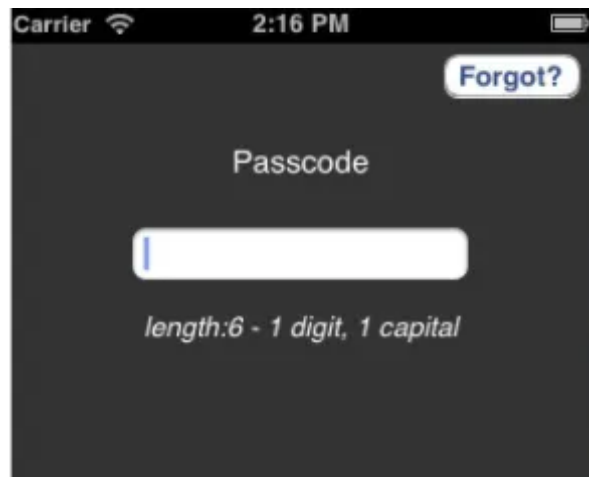 Carrier 2:16 PM
Forgot?
Passcode
length:6 - 1 digit, 1 capital